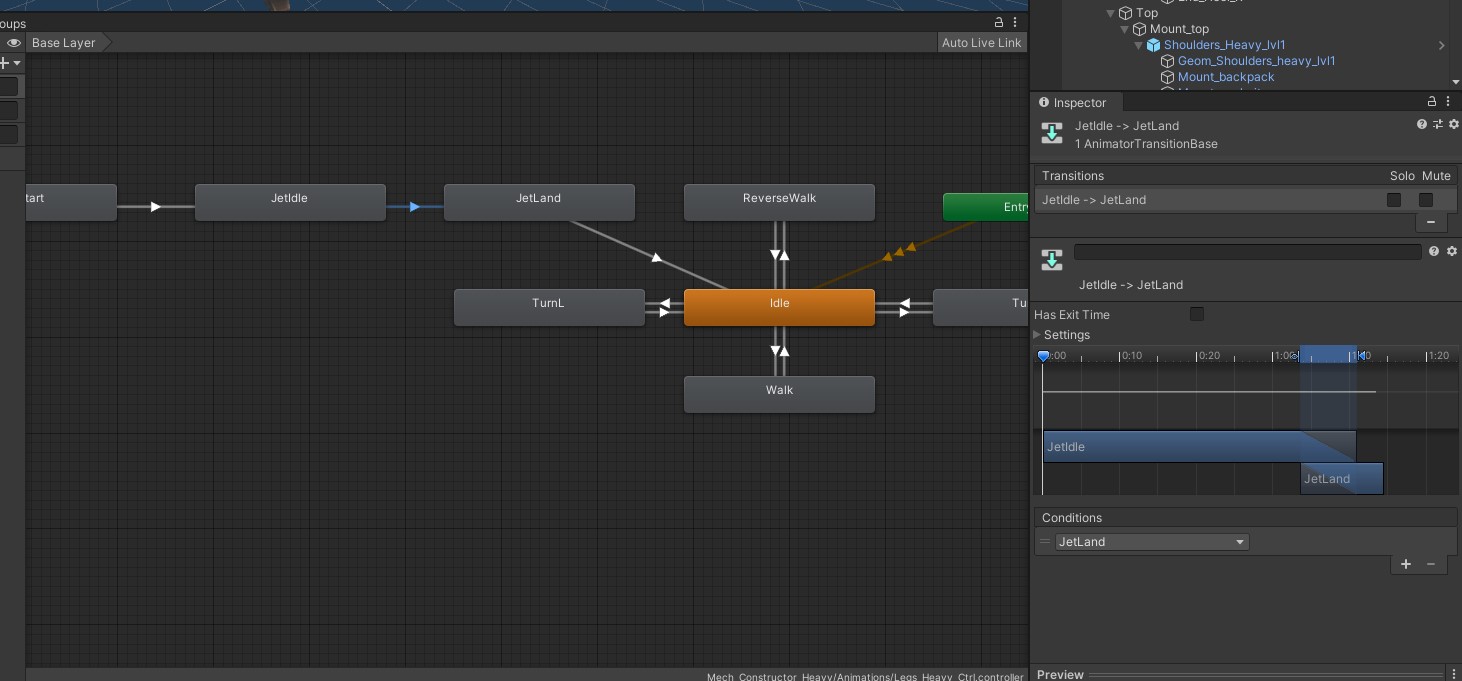 oups
Base Layer
Auto Live Link
tart
JetIdle
JetLand
ReverseWalk
Entry
TurnL
Idle
Tu
Walk
Mech_Constructor_Heavy/Animations/Legs_Heavy_Ctrl.controller
Top
Mount_top
Shoulders_Heavy_lvl1
Geom_Shoulders_heavy_lvl1
Mount_backpack
Inspector
JetIdle -> JetLand
1 AnimatorTransitionBase
Transitions Solo Mute
JetIdle -> JetLand
JetIdle -> JetLand
Has Exit Time
Settings
:00 0:10 0:20 1:00 1:10 1:20
JetIdle
JetLand
Conditions
JetLand
Preview